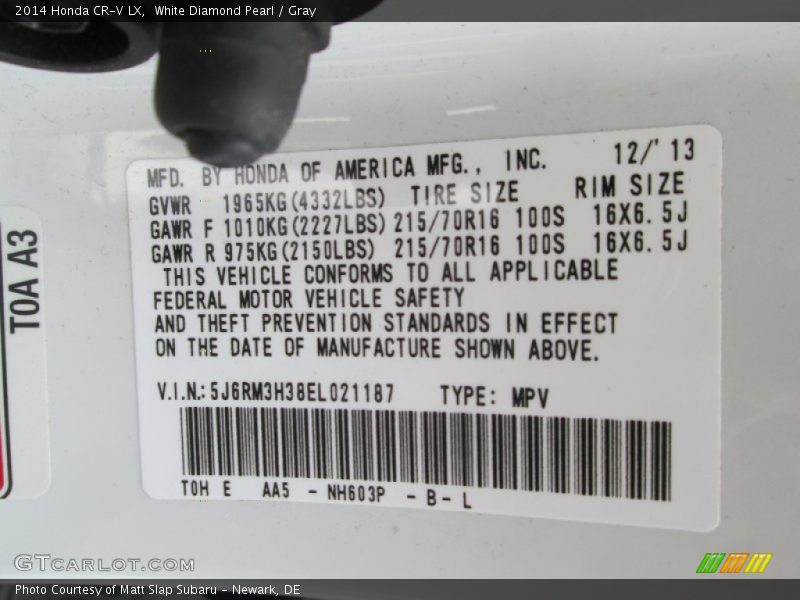 2014 Honda CR-V LX,  White Diamond Pearl / Gray
MFD. BY HONDA OF AMERICA MFG., INC. 12/'13
GVWR 1965KG(4332LBS) TIRE SIZE RIM SIZE
GAWR F 1010KG(2227LBS) 215/70R16 100S 16X6.5J
GAWR R 975KG(2150LBS) 215/70R16 100S 16X6.5J
THIS VEHICLE CONFORMS TO ALL APPLICABLE
FEDERAL MOTOR VEHICLE SAFETY
AND THEFT PREVENTION STANDARDS IN EFFECT
ON THE DATE OF MANUFACTURE SHOWN ABOVE.
V.I.N.: 5J6RM3H38EL021187 TYPE: MPV
TOH E AA5 - NH603P - B - L
TOA A3
GTCARLOT.COM
Photo Courtesy of Matt Slap Subaru - Newark, DE